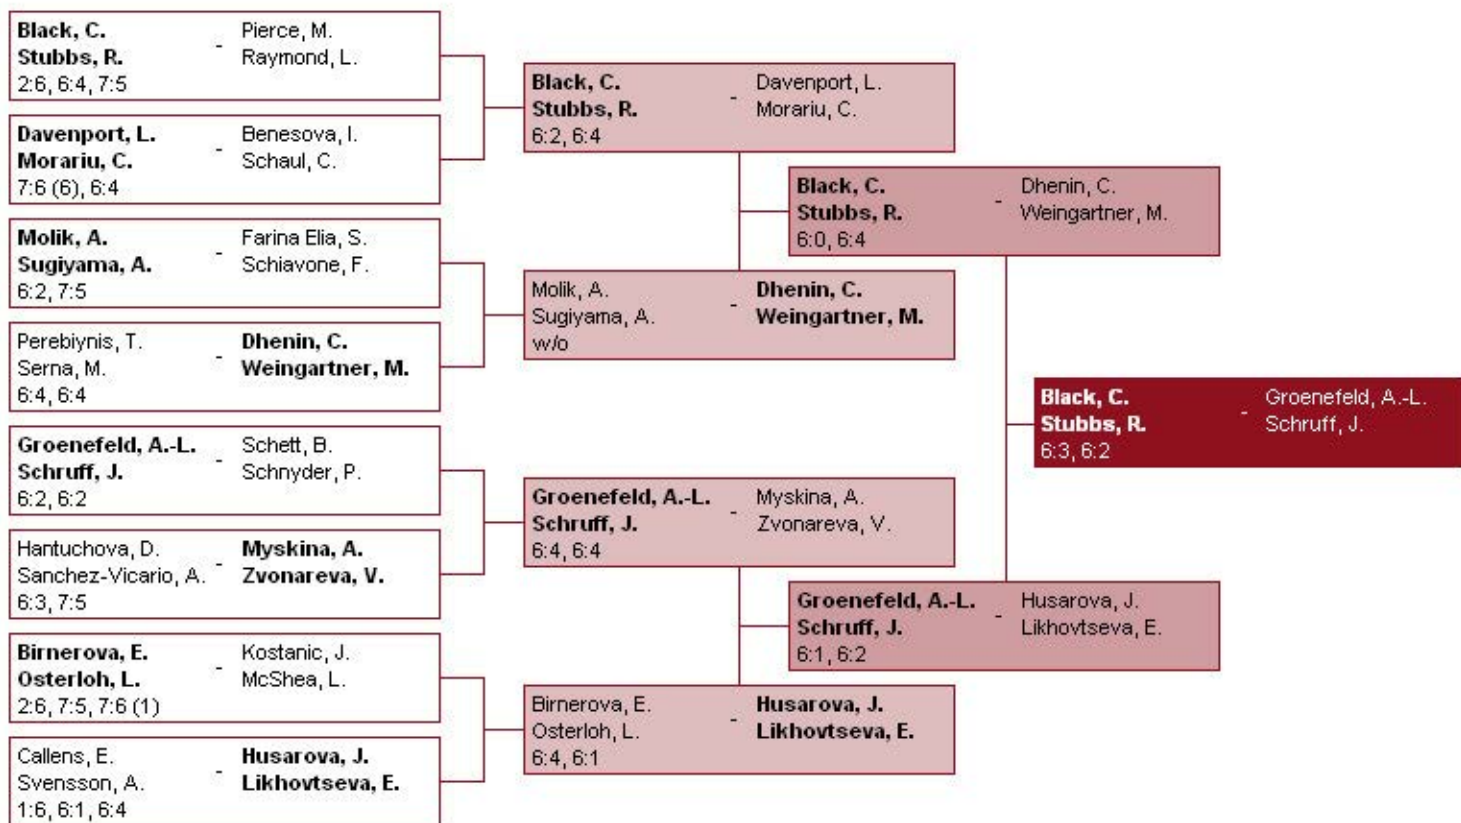 Black, C. - Pierce, M.
Stubbs, R. Raymond, L.
2:6, 6:4, 7:5
Davenport, L. - Benesova, I.
Morariu, C. Schaul, C.
7:6 (6), 6:4
Molik, A. - Farina Elia, S.
Sugiyama, A. Schiavone, F.
6:2, 7:5
Perebiynis, T. - Dhenin, C.
Serna, M. Weingartner, M.
6:4, 6:4
Groenefeld, A.-L. - Schett, B.
Schruff, J. Schnyder, P.
6:2, 6:2
Hantuchova, D. - Myskina, A.
Sanchez-Vicario, A. Zvonareva, V.
6:3, 7:5
Birnerova, E. - Kostanic, J.
Osterloh, L. McShea, L.
2:6, 7:5, 7:6 (1)
Callens, E. - Husarova, J.
Svensson, A. Likhovtseva, E.
1:6, 6:1, 6:4
Black, C. - Davenport, L.
Stubbs, R. Morariu, C.
6:2, 6:4
Molik, A. - Dhenin, C.
Sugiyama, A. Weingartner, M.
w/o
Groenefeld, A.-L. - Myskina, A.
Schruff, J. Zvonareva, V.
6:4, 6:4
Birnerova, E. - Husarova, J.
Osterloh, L. Likhovtseva, E.
6:4, 6:1
Black, C. - Dhenin, C.
Stubbs, R. Weingartner, M.
6:0, 6:4
Groenefeld, A.-L. - Husarova, J.
Schruff, J. Likhovtseva, E.
6:1, 6:2
Black, C. - Groenefeld, A.-L.
Stubbs, R. Schruff, J.
6:3, 6:2